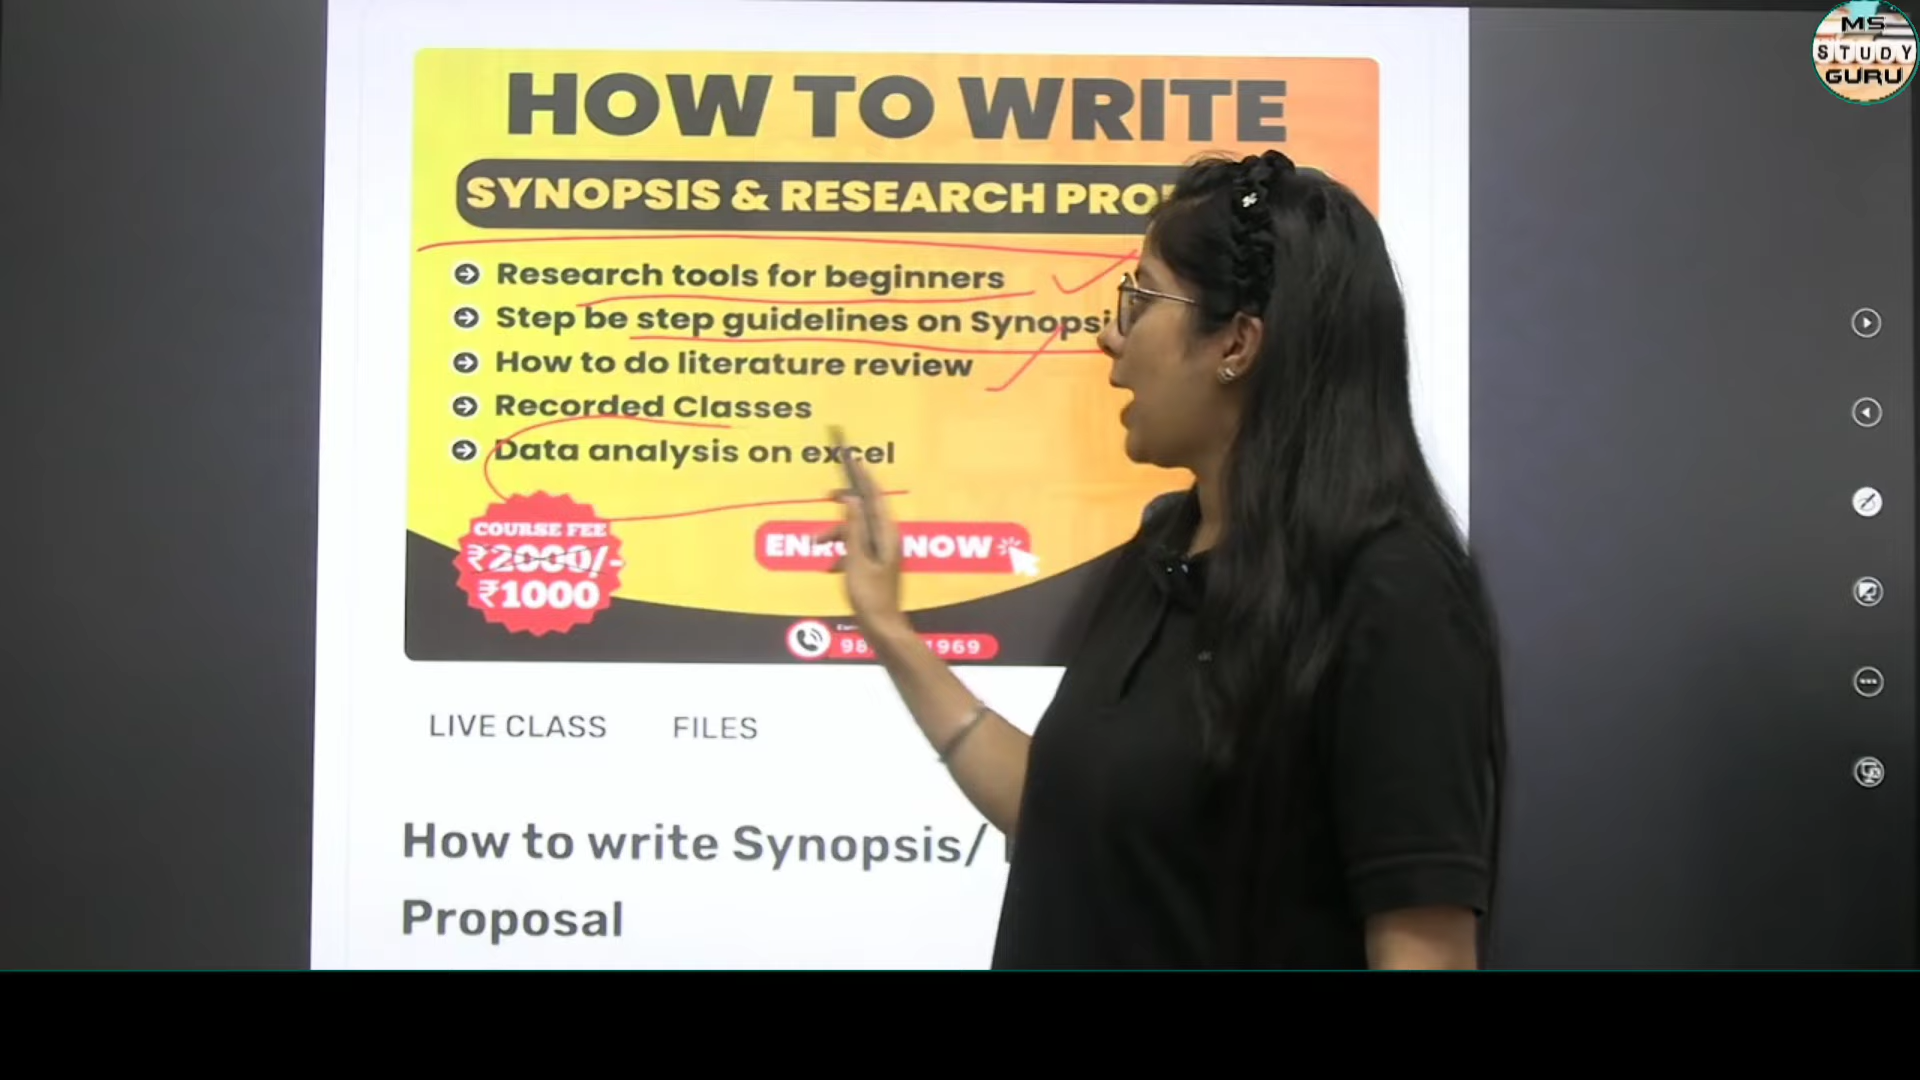 MS
STUDY
GURU
HOW TO WRITE
SYNOPSIS & RESEARCH
Research tools for beginners
Step be step guidelines on
How to do literature review
Recorded Classes
Data analysis on excel
COURSE FEE
₹2000/-
₹1000
NOW
LIVE CLASS FILES
How to write Synopsis/
Proposal